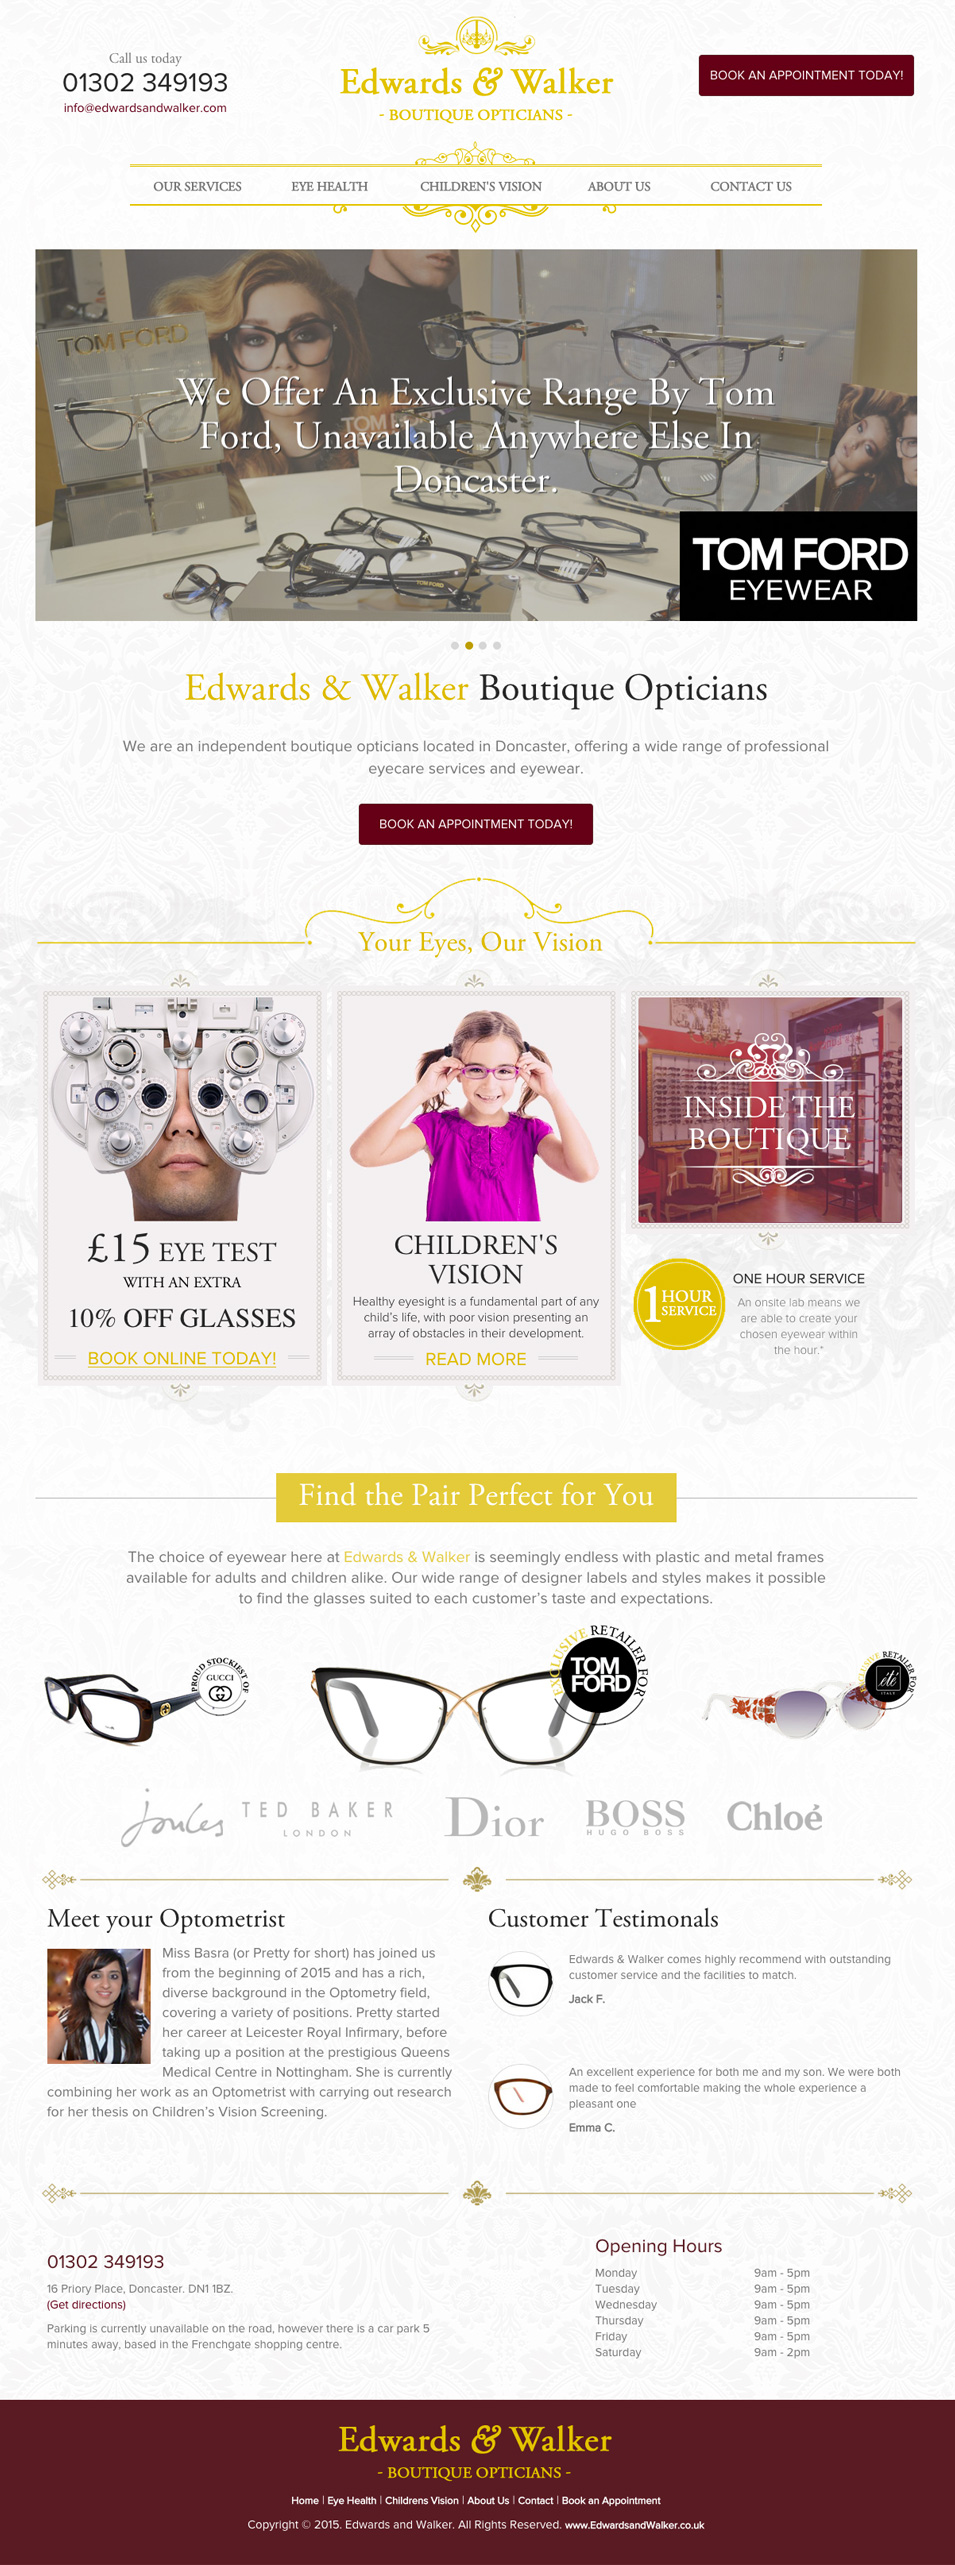 Call us today
01302 349193
info@edwardsandwalker.com
Edwards & Walker
- BOUTIQUE OPTICIANS -
BOOK AN APPOINTMENT TODAY!
OUR SERVICES
EYE HEALTH
CHILDREN'S VISION
ABOUT US
CONTACT US
TOM FORD
We Offer An Exclusive Range By Tom
Ford, Unavailable Anywhere Else In
Doncaster.
TOM FORD
EYEWEAR
Edwards & Walker Boutique Opticians
We are an independent boutique opticians located in Doncaster, offering a wide range of professional
eyecare services and eyewear.
BOOK AN APPOINTMENT TODAY!
Your Eyes, Our Vision
£15 EYE TEST
WITH AN EXTRA
10% OFF GLASSES
BOOK ONLINE TODAY!
CHILDREN'S
VISION
Healthy eyesight is a fundamental part of any
child's life, with poor vision presenting an
array of obstacles in their development.
READ MORE
INSIDE THE
BOUTIQUE
1 HOUR
SERVICE
ONE HOUR SERVICE
An onsite lab means we
are able to create your
chosen eyewear within
the hour.*
Find the Pair Perfect for You
The choice of eyewear here at Edwards & Walker is seemingly endless with plastic and metal frames
available for adults and children alike. Our wide range of designer labels and styles makes it possible
to find the glasses suited to each customer's taste and expectations.
PROUD STOCKIEST OF
GUCCI
EXCLUSIVE RETAILER FOR
TOM
FORD
EXCLUSIVE RETAILER FOR
été
ITALY
Joules
TED BAKER
LONDON
Dior
BOSS
HUGO BOSS
Chloé
Meet your Optometrist
Miss Basra (or Pretty for short) has joined us
from the beginning of 2015 and has a rich,
diverse background in the Optometry field,
covering a variety of positions. Pretty started
her career at Leicester Royal Infirmary, before
taking up a position at the prestigious Queens
Medical Centre in Nottingham. She is currently
combining her work as an Optometrist with carrying out research
for her thesis on Children's Vision Screening.
Customer Testimonals
Edwards & Walker comes highly recommend with outstanding
customer service and the facilities to match.
Jack F.
An excellent experience for both me and my son. We were both
made to feel comfortable making the whole experience a
pleasant one
Emma C.
01302 349193
16 Priory Place, Doncaster. DN1 1BZ.
(Get directions)
Parking is currently unavailable on the road, however there is a car park 5
minutes away, based in the Frenchgate shopping centre.
Opening Hours
Monday 9am - 5pm
Tuesday 9am - 5pm
Wednesday 9am - 5pm
Thursday 9am - 5pm
Friday 9am - 5pm
Saturday 9am - 2pm
Edwards & Walker
- BOUTIQUE OPTICIANS -
Home | Eye Health | Childrens Vision | About Us | Contact | Book an Appointment
Copyright © 2015. Edwards and Walker. All Rights Reserved. www.EdwardsandWalker.co.uk